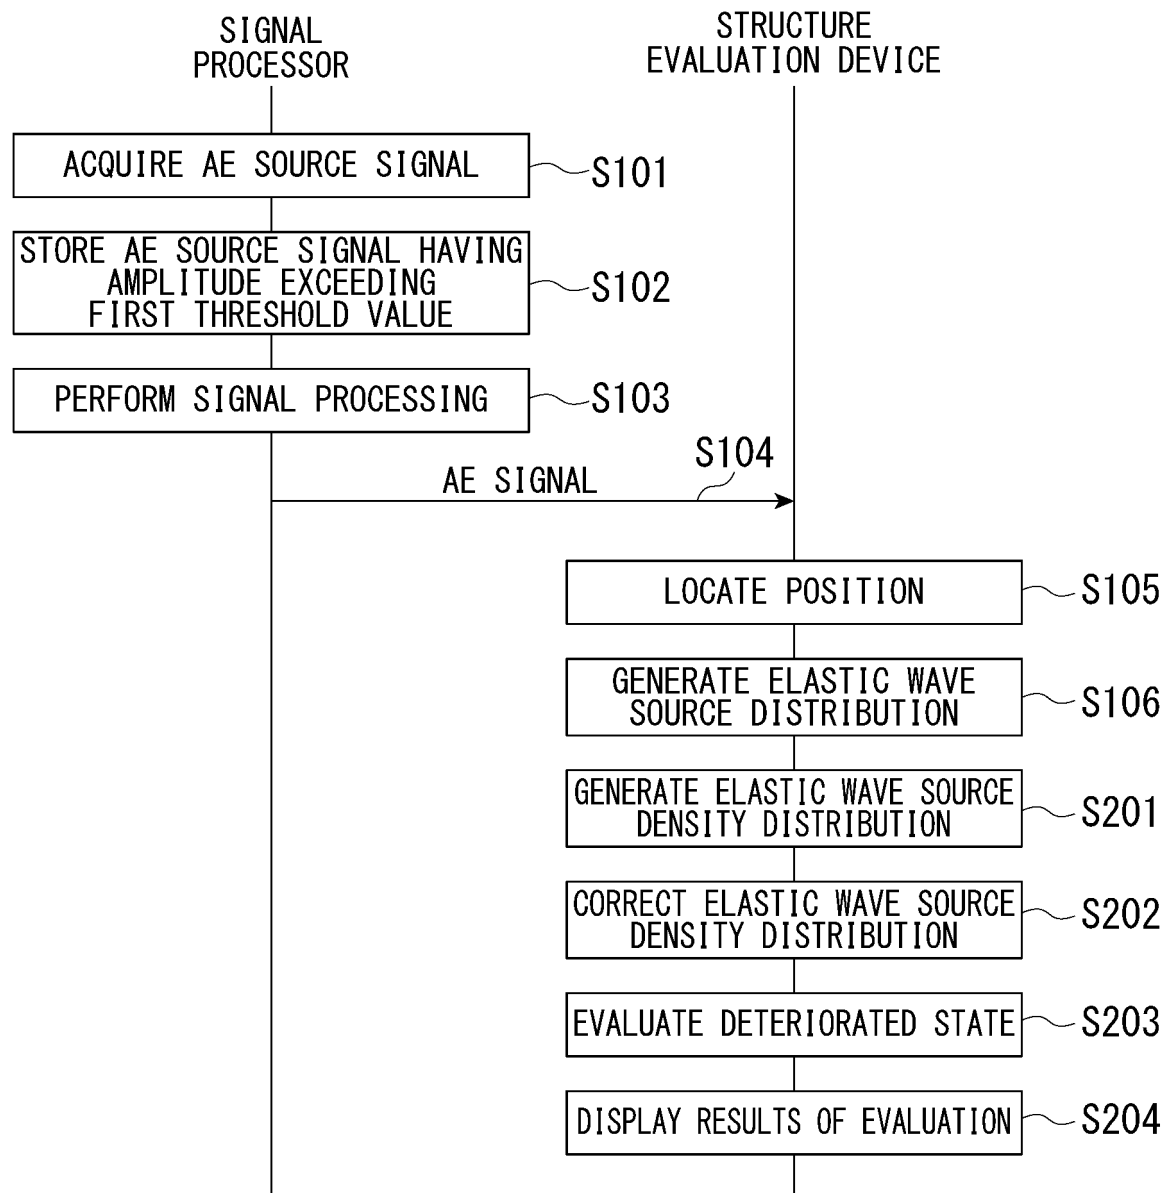 SIGNAL
PROCESSOR
STRUCTURE
EVALUATION DEVICE
ACQUIRE AE SOURCE SIGNAL
S101
STORE AE SOURCE SIGNAL HAVING
AMPLITUDE EXCEEDING
FIRST THRESHOLD VALUE
S102
PERFORM SIGNAL PROCESSING
S103
AE SIGNAL
S104
LOCATE POSITION
S105
GENERATE ELASTIC WAVE
SOURCE DISTRIBUTION
S106
GENERATE ELASTIC WAVE SOURCE
DENSITY DISTRIBUTION
S201
CORRECT ELASTIC WAVE SOURCE
DENSITY DISTRIBUTION
S202
EVALUATE DETERIORATED STATE
S203
DISPLAY RESULTS OF EVALUATION
S204